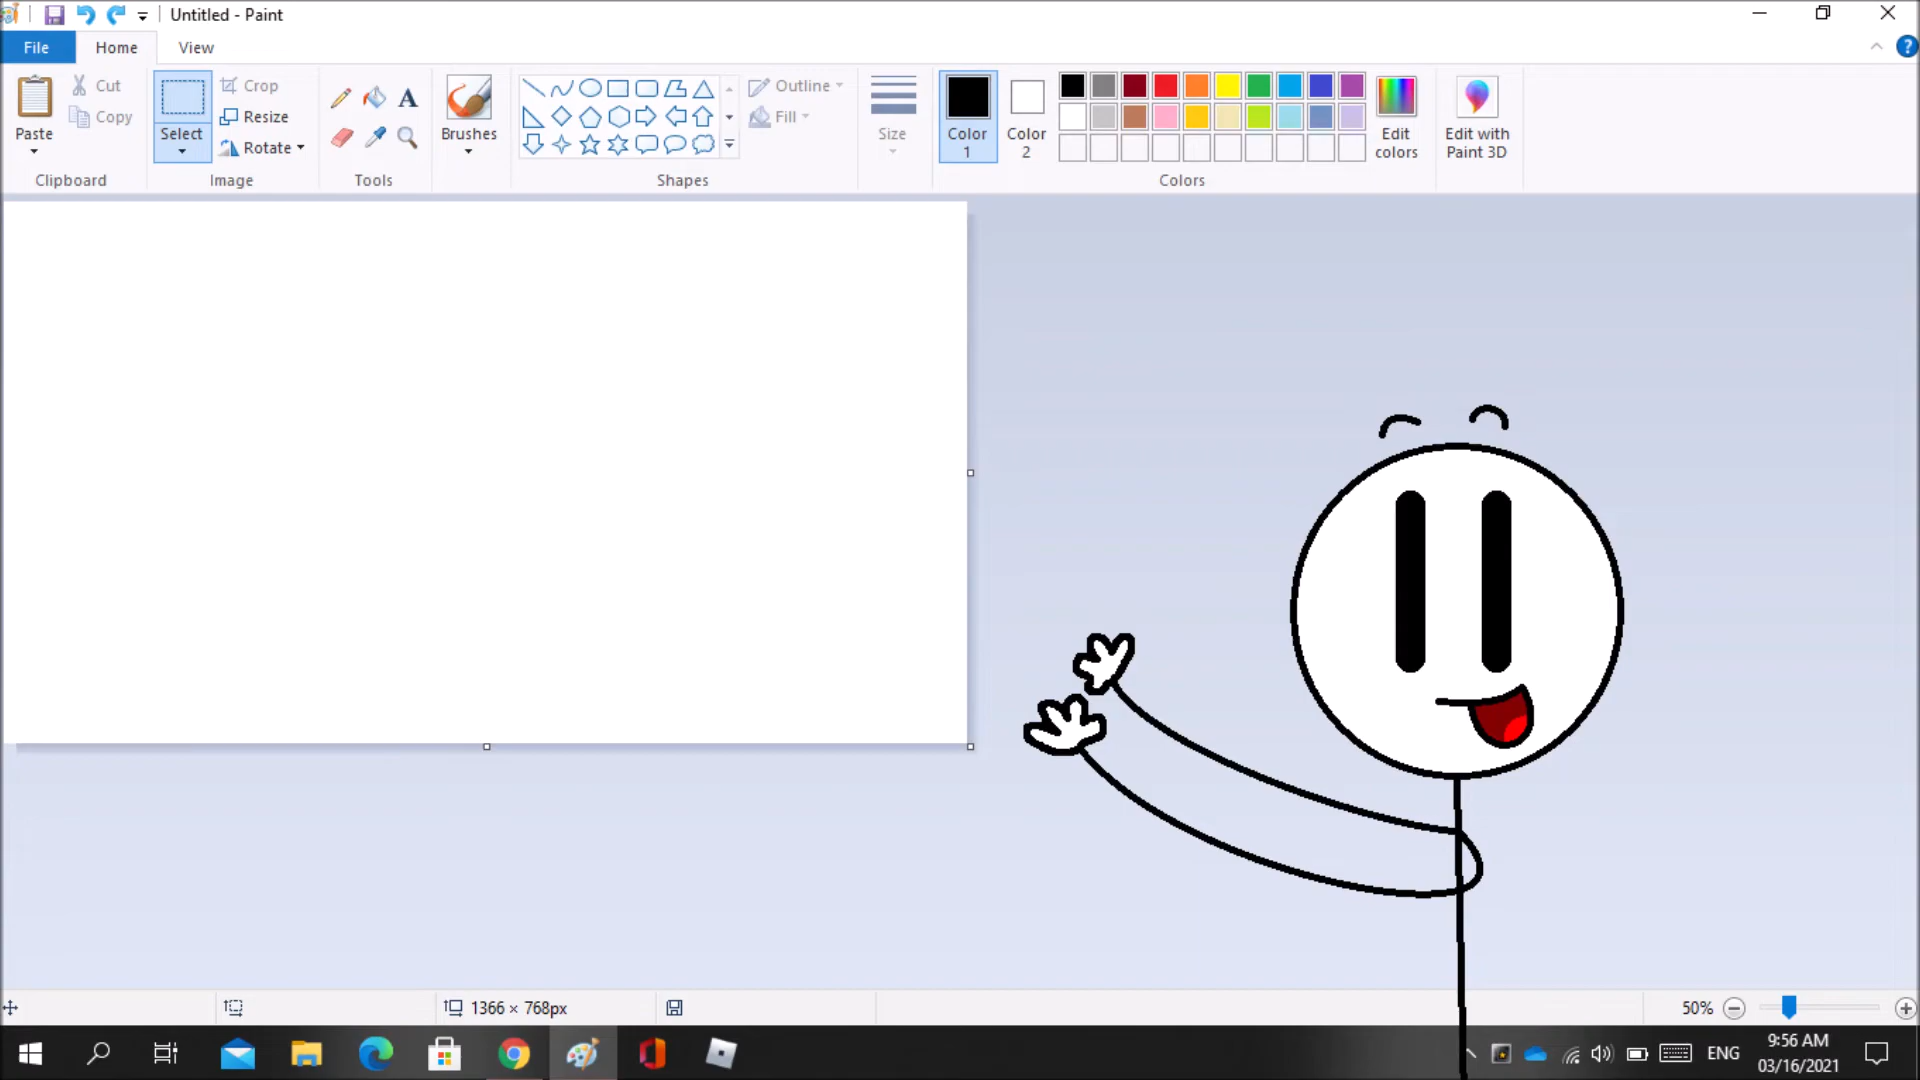 Untitled - Paint
File Home View
Paste Cut Copy Select Crop Resize Rotate Brushes Outline Fill Size Color 1 Color 2 Edit colors Edit with Paint 3D
Clipboard Image Tools Shapes Colors
A
?
1366 × 768px 50%
ENG 9:56 AM
03/16/2021